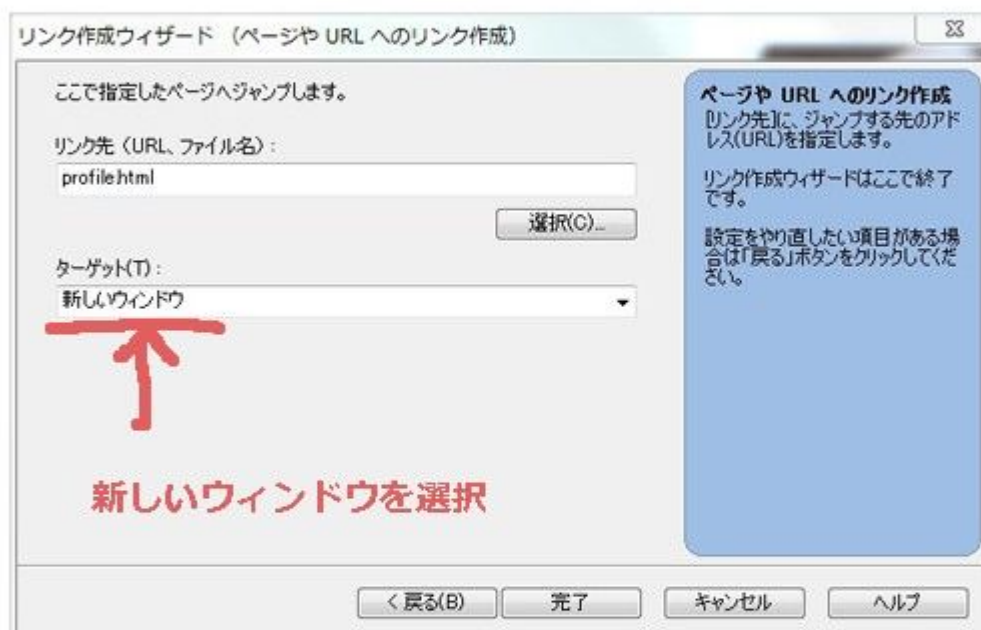 リンク作成ウィザード （ページや URL へのリンク作成）
ここで指定したページへジャンプします。
リンク先（URL、ファイル名）：
profile.html
選択(C)...
ターゲット(T)：
新しいウィンドウ
新しいウィンドウを選択
ページや URL へのリンク作成
[リンク先]に、ジャンプする先のアド
レス(URL)を指定します。
リンク作成ウィザードはここで終了
です。
設定をやり直したい項目がある場
合は「戻る」ボタンをクリックしてくだ
さい。
< 戻る(B)
完了
キャンセル
ヘルプ